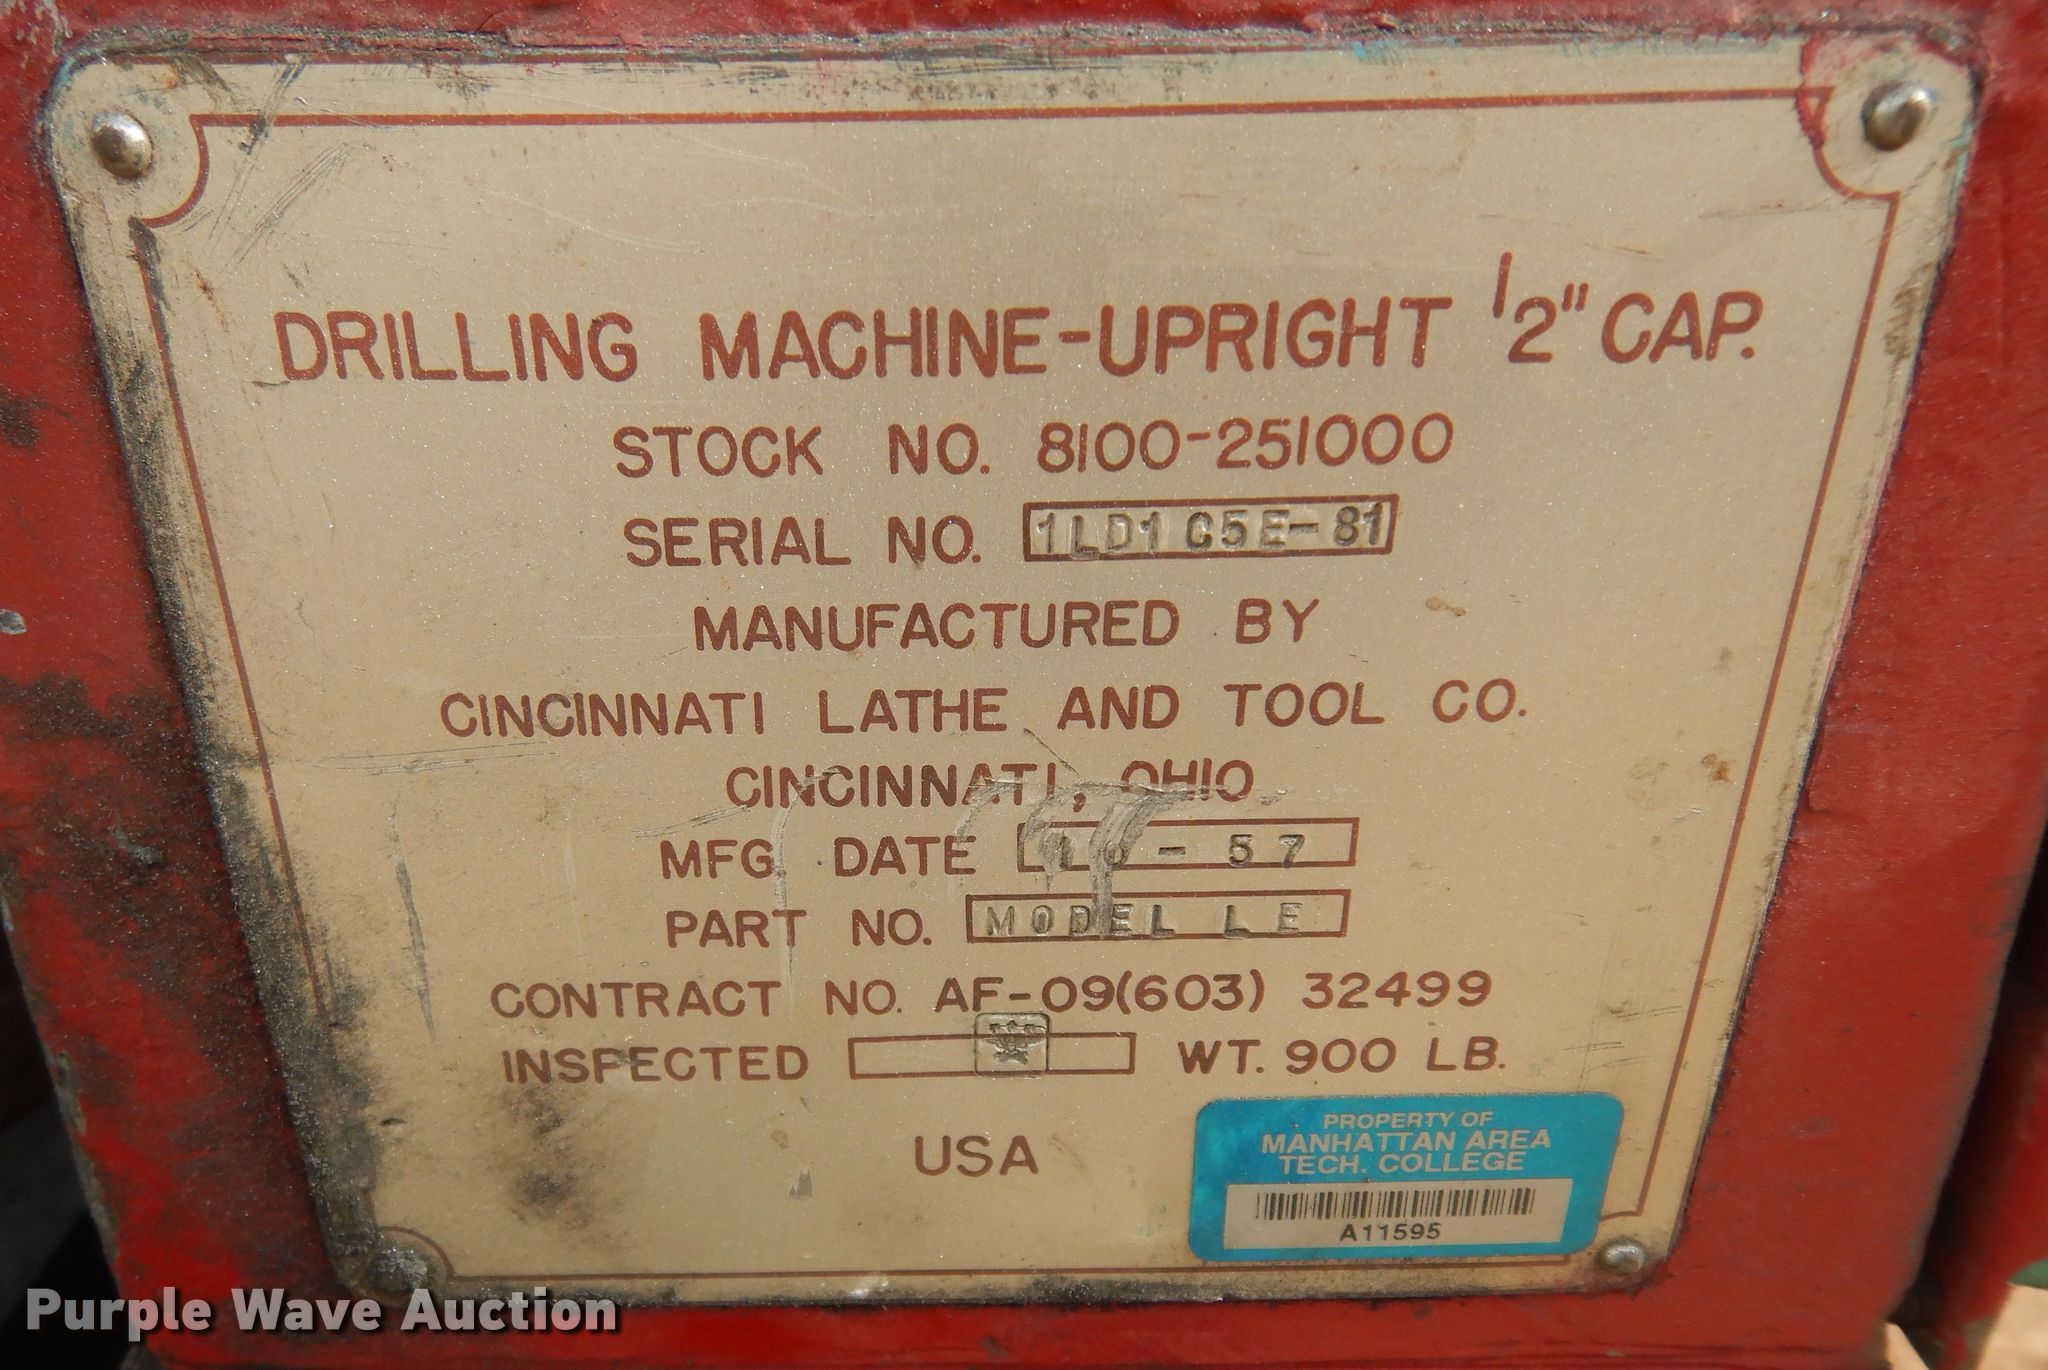 DRILLING MACHINE-UPRIGHT 1/2" CAP.
STOCK NO. 8100-251000
SERIAL NO. 1LD1C5E-81
MANUFACTURED BY
CINCINNATI LATHE AND TOOL CO.
CINCINNATI, OHIO
MFG. DATE 10-57
PART NO. MODEL LE
CONTRACT NO. AF-09(603) 32499
INSPECTED WT. 900 LB.
USA
PROPERTY OF
MANHATTAN AREA
TECH. COLLEGE
A11595
Purple Wave Auction